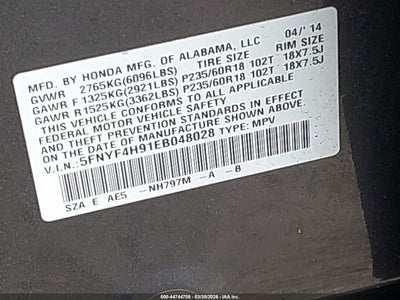 MFD. BY HONDA MFG. OF ALABAMA, LLC 04/'14
GVWR 2765KG(6096LBS) TIRE SIZE RIM SIZE
GAWR F 1325KG(2921LBS) P235/60R18 102T 18X7.5J
GAWR R 1525KG(3362LBS) P235/60R18 102T 18X7.5J
THIS VEHICLE CONFORMS TO ALL APPLICABLE
FEDERAL MOTOR VEHICLE SAFETY AND THEFT
PREVENTION STANDARDS IN EFFECT ON THE
DATE OF MANUFACTURE SHOWN ABOVE.
V.I.N.: 5FNYF4H91EB048028 TYPE: MPV
SZA E AE5 -NH797M -A -B
000-44744706 - 03/30/2026 - IAA Inc.